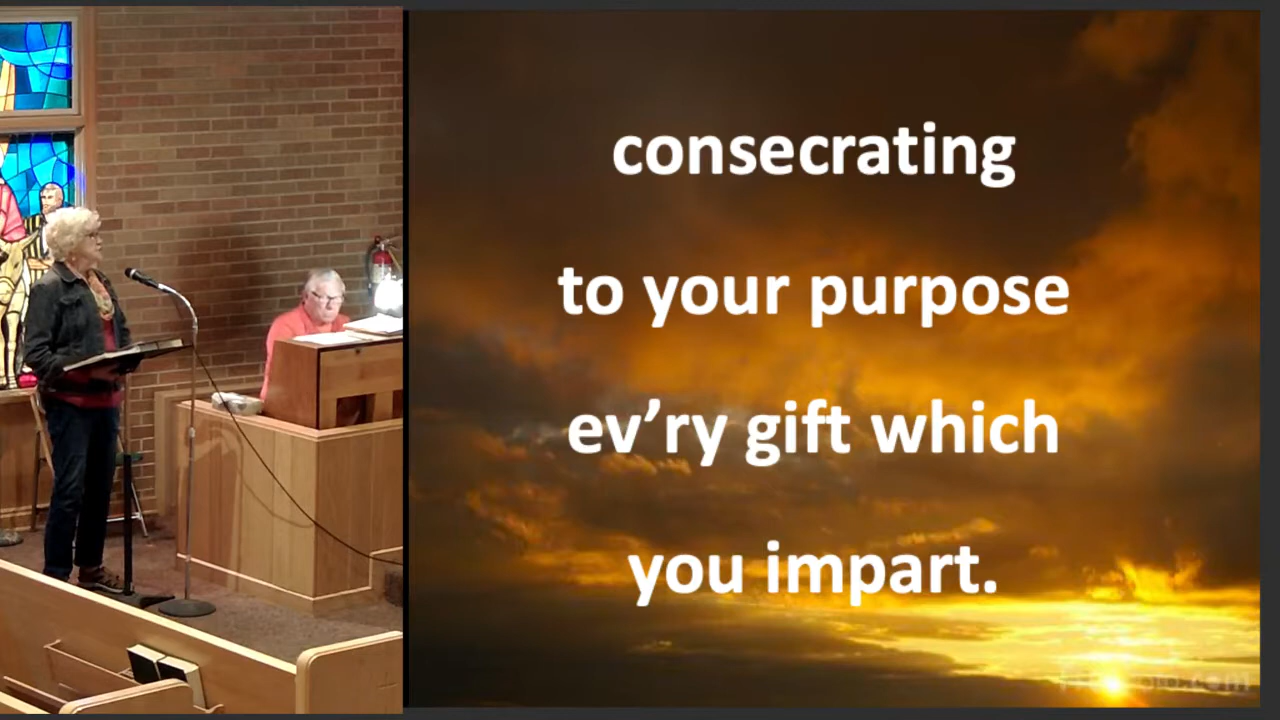 consecrating
to your purpose
ev’ry gift which
you impart.